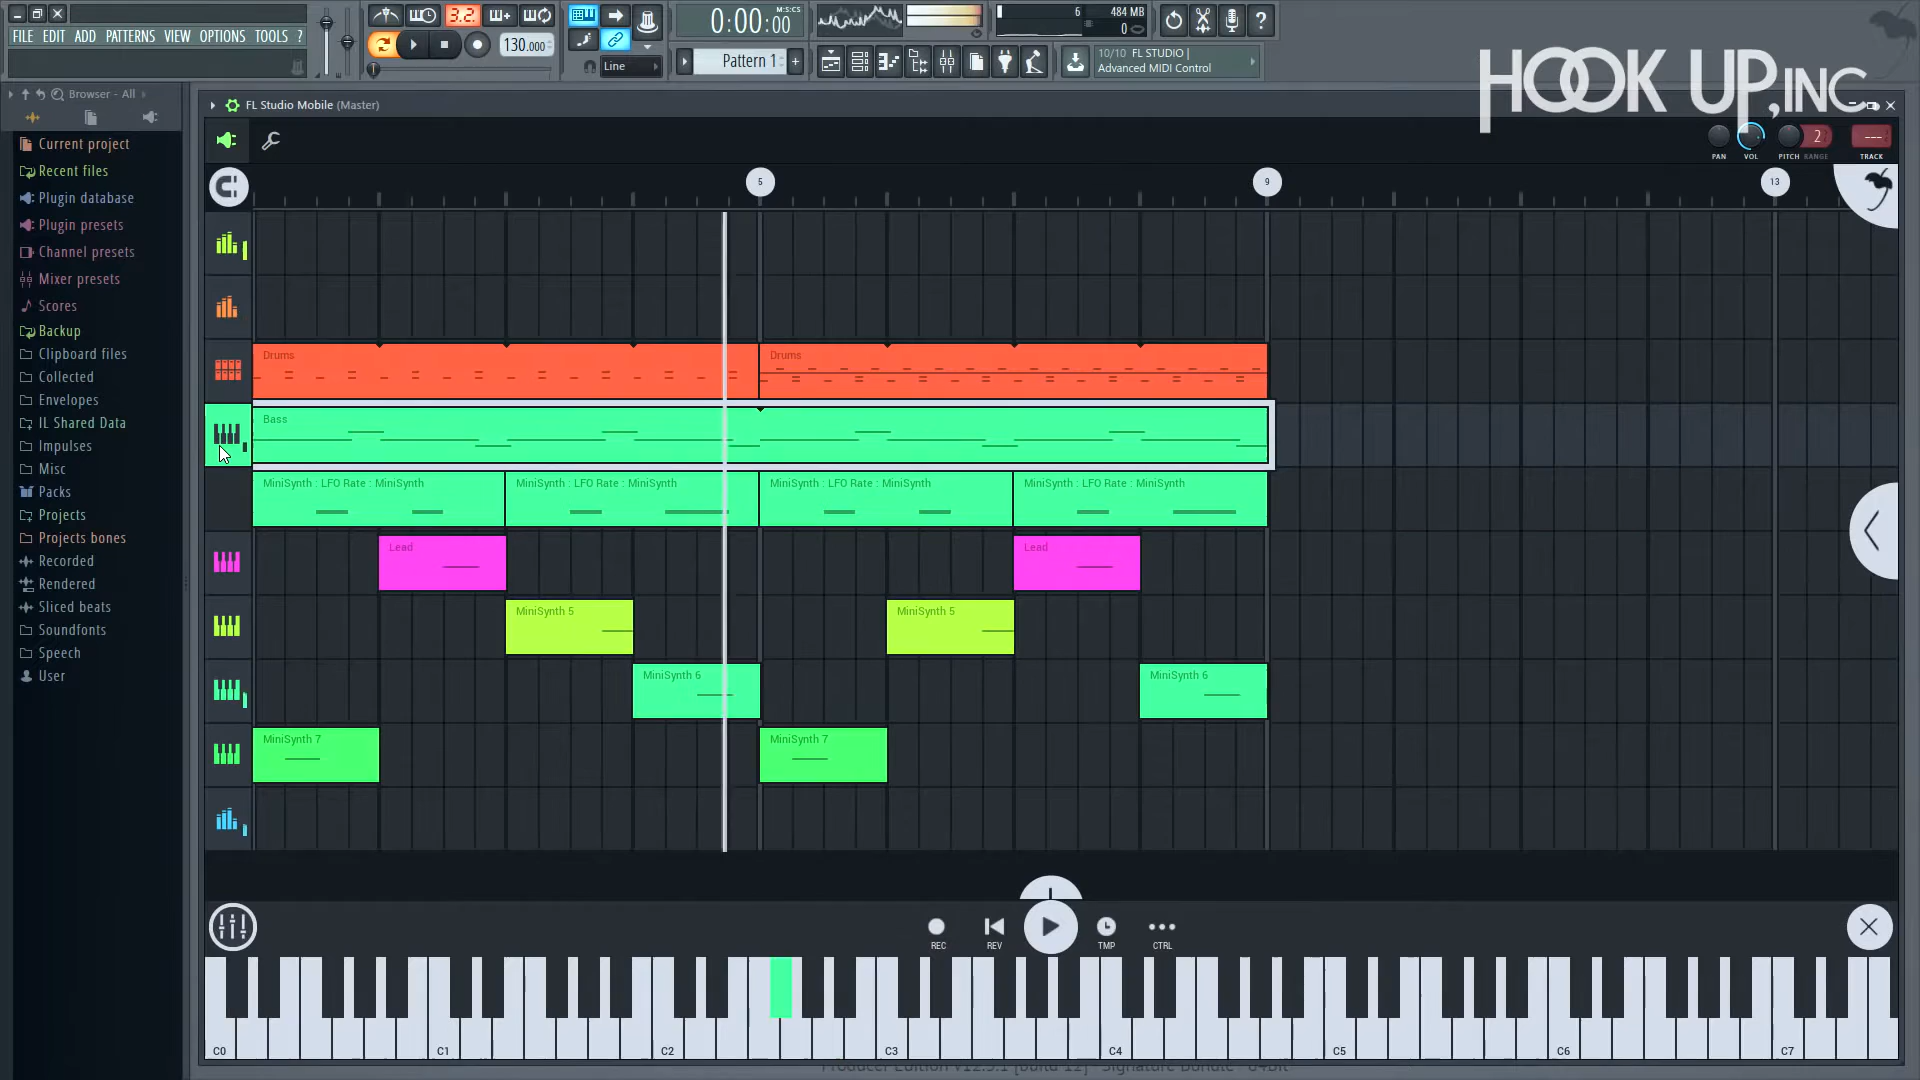 FILE EDIT ADD PATTERNS VIEW OPTIONS TOOLS ?
3.2
130.000
Line
0:00:00
M:S:CS
Pattern 1
6
484 MB
0
10/10 FL STUDIO |
Advanced MIDI Control
HOOK UP, INC
Browser - All
Current project
Recent files
Plugin database
Plugin presets
Channel presets
Mixer presets
Scores
Backup
Clipboard files
Collected
Envelopes
IL Shared Data
Impulses
Misc
Packs
Projects
Projects bones
Recorded
Rendered
Sliced beats
Soundfonts
Speech
User
FL Studio Mobile (Master)
2
---
PAN
VOL
PITCH RANGE
TRACK
5
9
13
Drums
Drums
Bass
MiniSynth : LFO Rate : MiniSynth
MiniSynth : LFO Rate : MiniSynth
MiniSynth : LFO Rate : MiniSynth
MiniSynth : LFO Rate : MiniSynth
Lead
Lead
MiniSynth 5
MiniSynth 5
MiniSynth 6
MiniSynth 6
MiniSynth 7
MiniSynth 7
REC
REV
TMP
CTRL
C0 C1 C2 C3 C4 C5 C6 C7